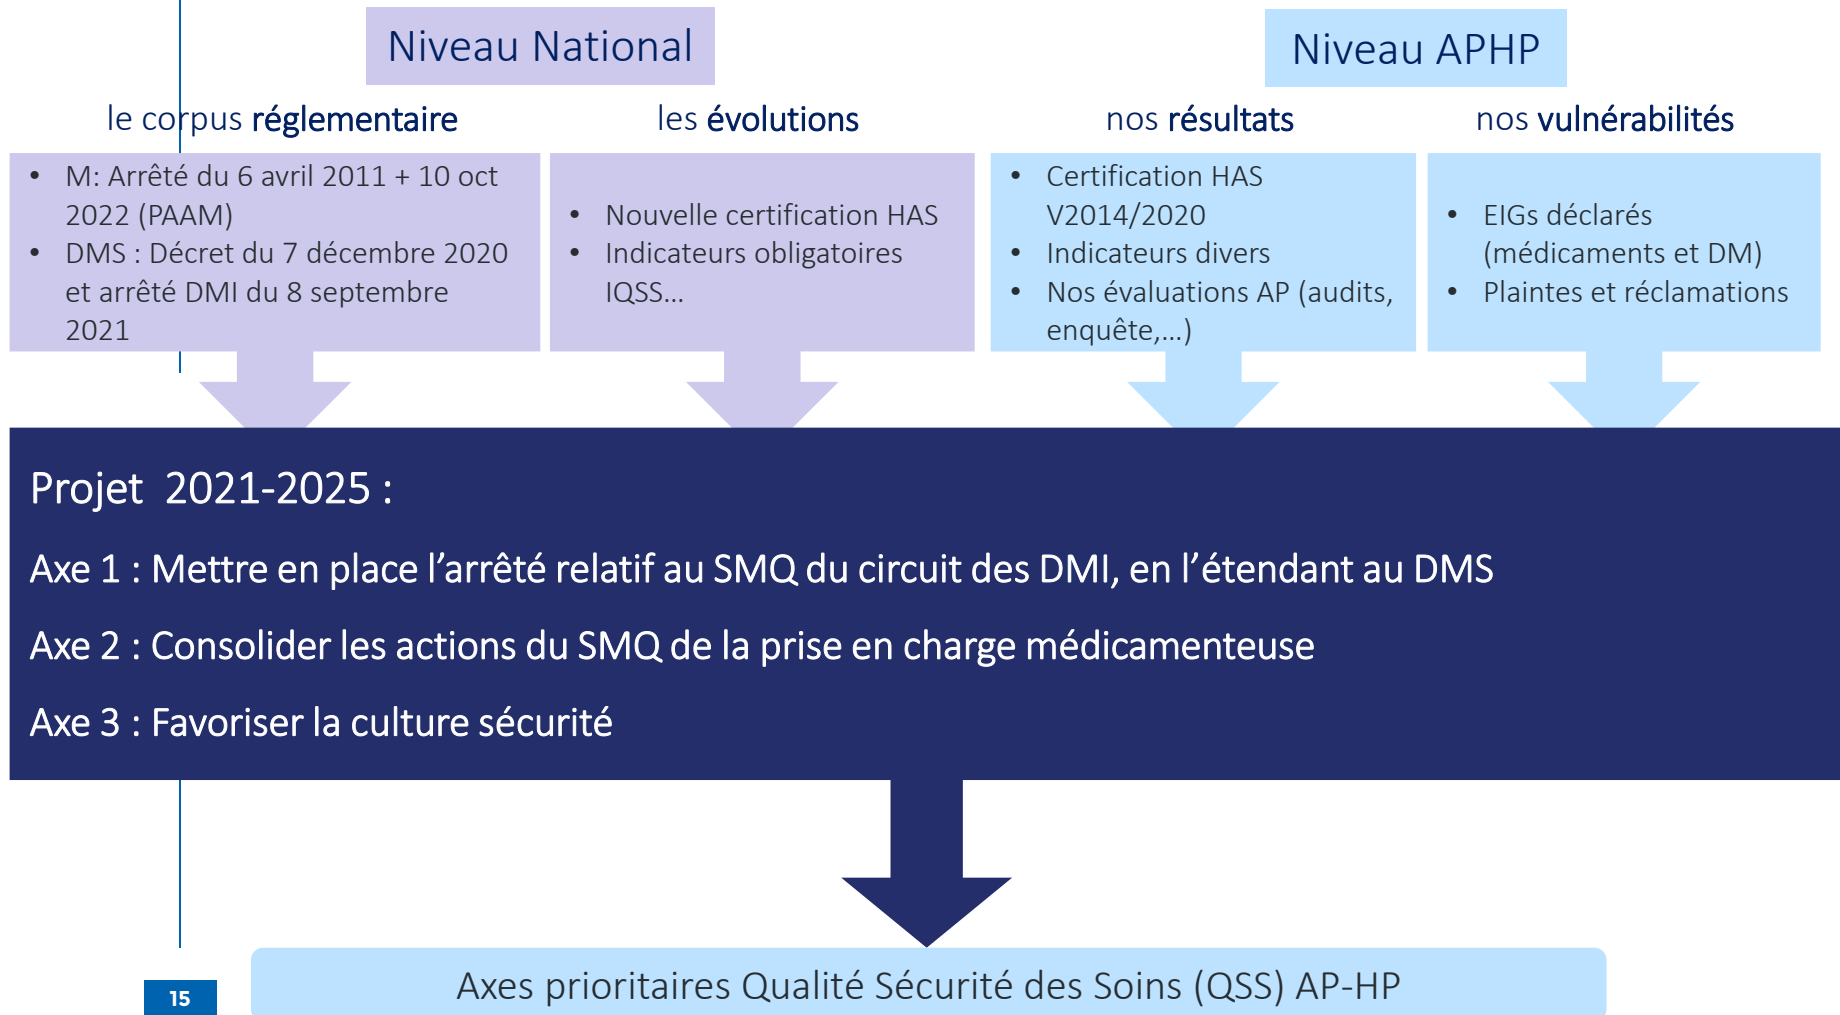 Niveau National
Niveau APHP
le corpus réglementaire
les évolutions
nos résultats
nos vulnérabilités
• M: Arrêté du 6 avril 2011 + 10 oct
2022 (PAAM)
• DMS : Décret du 7 décembre 2020
et arrêté DMI du 8 septembre
2021
• Nouvelle certification HAS
• Indicateurs obligatoires
IQSS...
• Certification HAS
V2014/2020
• Indicateurs divers
• Nos évaluations AP (audits,
enquête,...)
• EIGs déclarés
(médicaments et DM)
• Plaintes et réclamations
Projet 2021-2025 :
Axe 1 : Mettre en place l’arrêté relatif au SMQ du circuit des DMI, en l’étendant au DMS
Axe 2 : Consolider les actions du SMQ de la prise en charge médicamenteuse
Axe 3 : Favoriser la culture sécurité
Axes prioritaires Qualité Sécurité des Soins (QSS) AP-HP
15